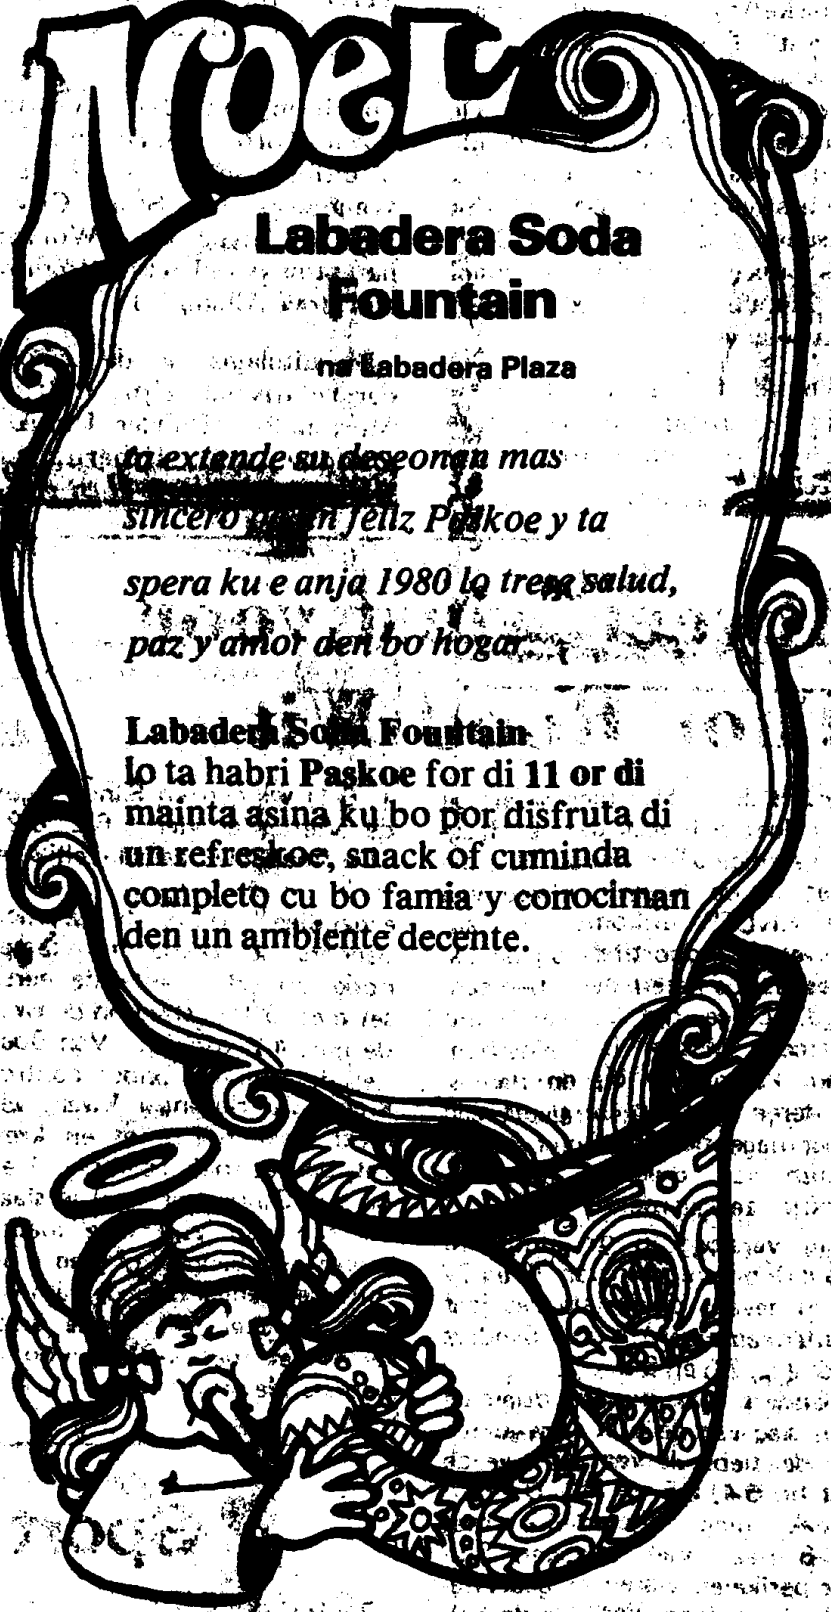 NOEL
Labadera Soda
Fountain
na Labadera Plaza
ta extende su deseonan mas
sincero pa un feliz Paskoe y ta
spera ku e anja 1980 lo trese salud,
paz y amor den bo hogar.
Labadera Soda Fountain
lo ta habri Paskoe for di 11 or di
mainta asina ku bo por disfruta di
un refreskoe, snack of cuminda
completo cu bo famia y conocirnan
den un ambiente decente.